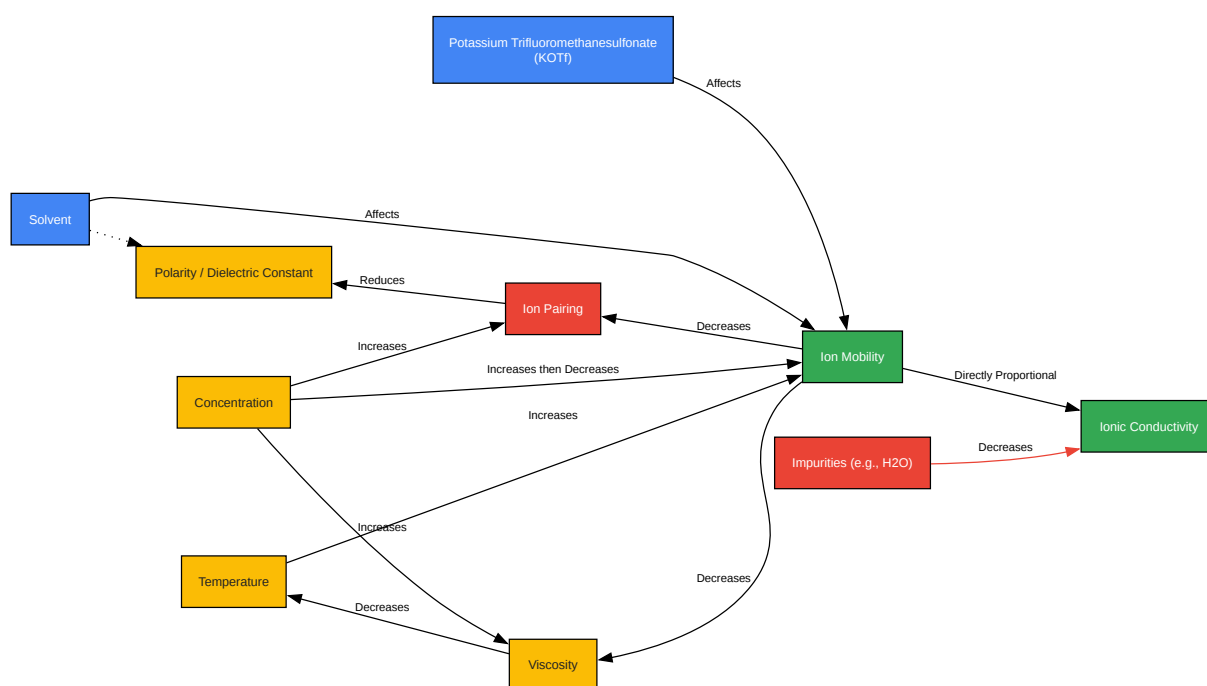 Potassium Trifluoromethanesulfonate
(KOTf)
Affects
Solvent
Affects
Polarity / Dielectric Constant
Reduces
Ion Pairing
Decreases
Increases
Ion Mobility
Increases then Decreases
Directly Proportional
Concentration
Increases
Ionic Conductivity
Impurities (e.g., H2O)
Decreases
Increases
Temperature
Decreases
Decreases
Viscosity